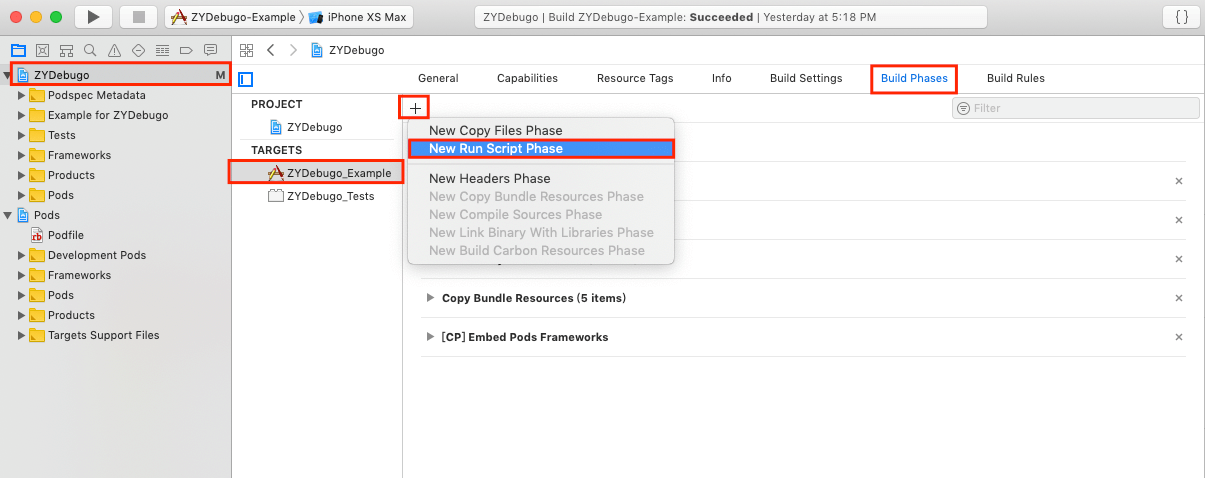 ZYDebugo-Example
iPhone XS Max
ZYDebugo | Build ZYDebugo-Example: Succeeded | Yesterday at 5:18 PM
{ }
ZYDebugo
M
Podspec Metadata
Example for ZYDebugo
Tests
Frameworks
Products
Pods
Pods
Podfile
Development Pods
Frameworks
Pods
Products
Targets Support Files
ZYDebugo
General
Capabilities
Resource Tags
Info
Build Settings
Build Phases
Build Rules
PROJECT
ZYDebugo
TARGETS
ZYDebugo_Example
ZYDebugo_Tests
+
Filter
New Copy Files Phase
New Run Script Phase
New Headers Phase
New Copy Bundle Resources Phase
New Compile Sources Phase
New Link Binary With Libraries Phase
New Build Carbon Resources Phase
Copy Bundle Resources (5 items)
[CP] Embed Pods Frameworks